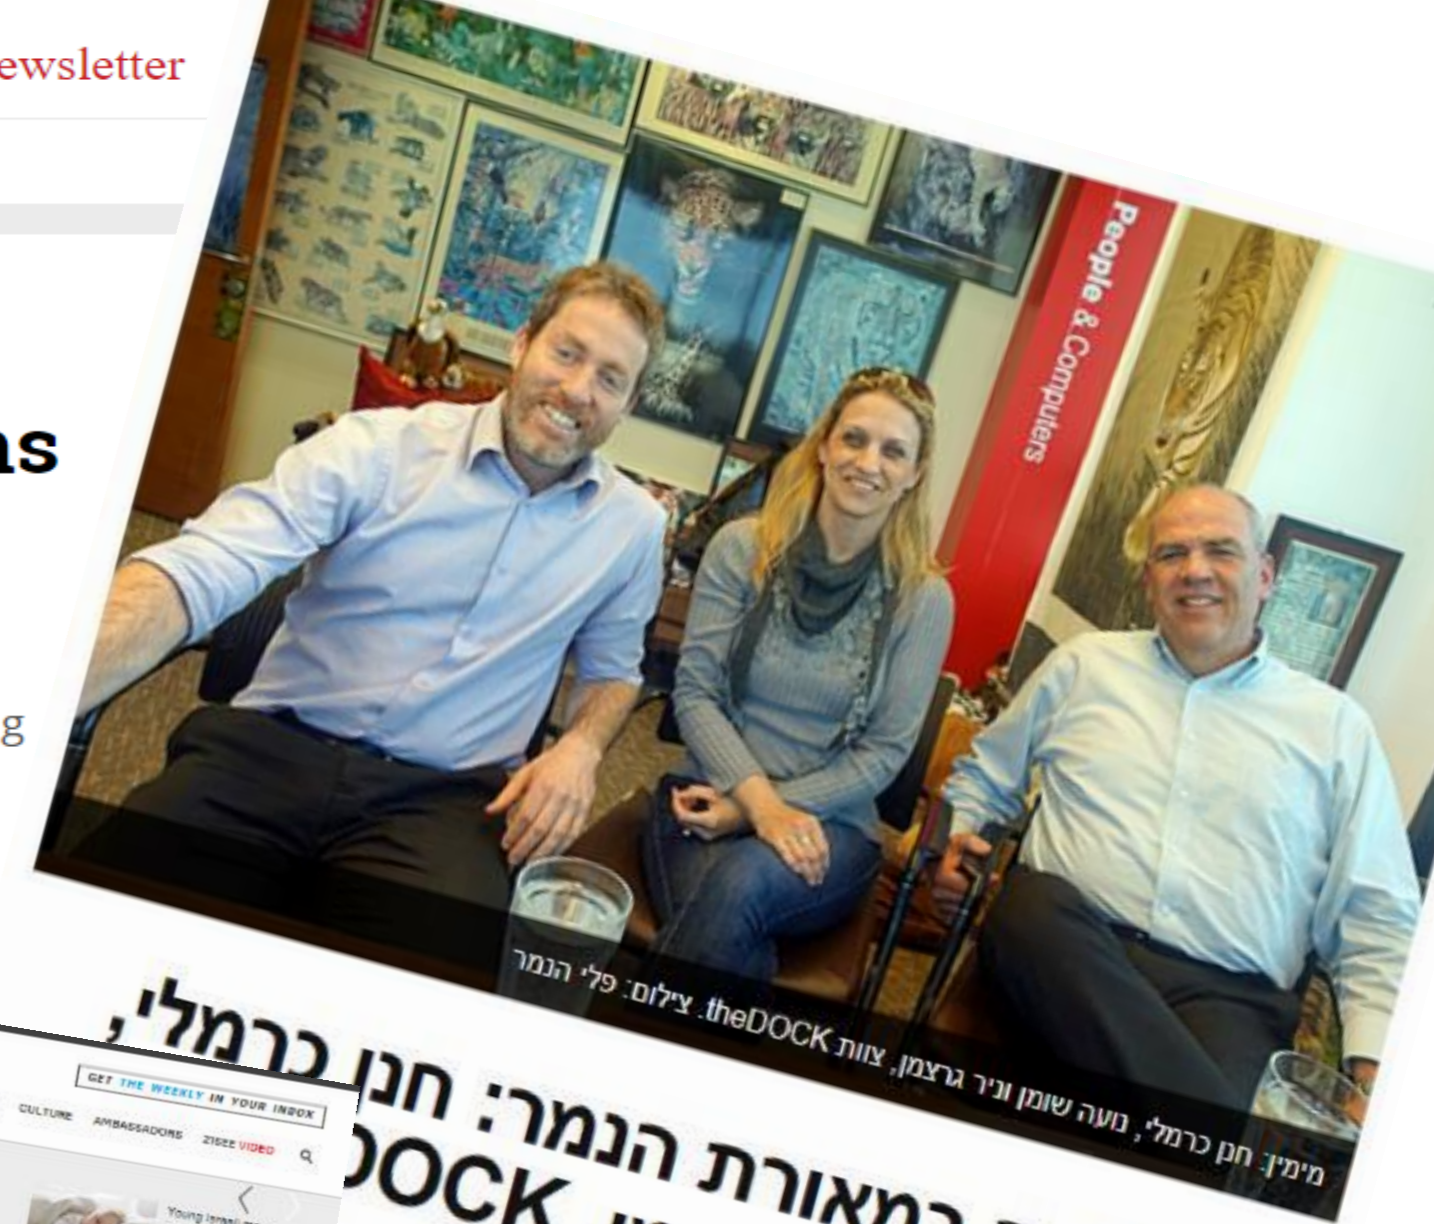 ewsletter
ns
g
People & Computers
מימין: חנן כרמלי, נועה שומן וניר גרצמן, צוות theDOCK. צילום: פלי הנמר
במאורת הנמר: חנן כרמלי,
DOCK
GET THE WEEKLY IN YOUR INBOX
CULTURE AMBASSADORS 21SEE VIDEO
Young Israeli